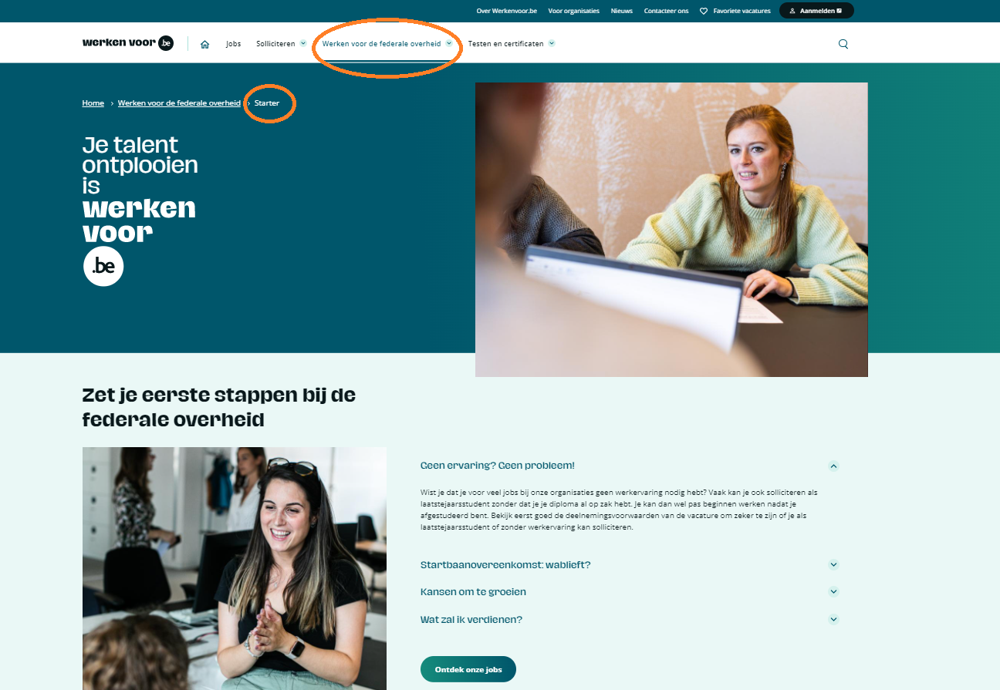 Over Werkenvoor.be Voor organisaties Nieuws Contacteer ons Favoriete vacatures Aanmelden
werken voor .be Jobs Solliciteren Werken voor de federale overheid Testen en certificaten
Home › Werken voor de federale overheid › Starter
Je talent
ontplooien
is
werken
voor
.be
Zet je eerste stappen bij de
federale overheid
Geen ervaring? Geen probleem!
Wist je dat je voor veel jobs bij onze organisaties geen werkervaring nodig hebt? Vaak kan je ook solliciteren als
laatstejaarsstudent zonder dat je je diploma al op zak hebt. Je kan dan wel pas beginnen werken nadat je
afgestudeerd bent. Bekijk eerst goed de deelnemingsvoorwaarden van de vacature om zeker te zijn of je als
laatstejaarsstudent of zonder werkervaring kan solliciteren.
Startbaanovereenkomst: wablieft?
Kansen om te groeien
Wat zal ik verdienen?
Ontdek onze jobs